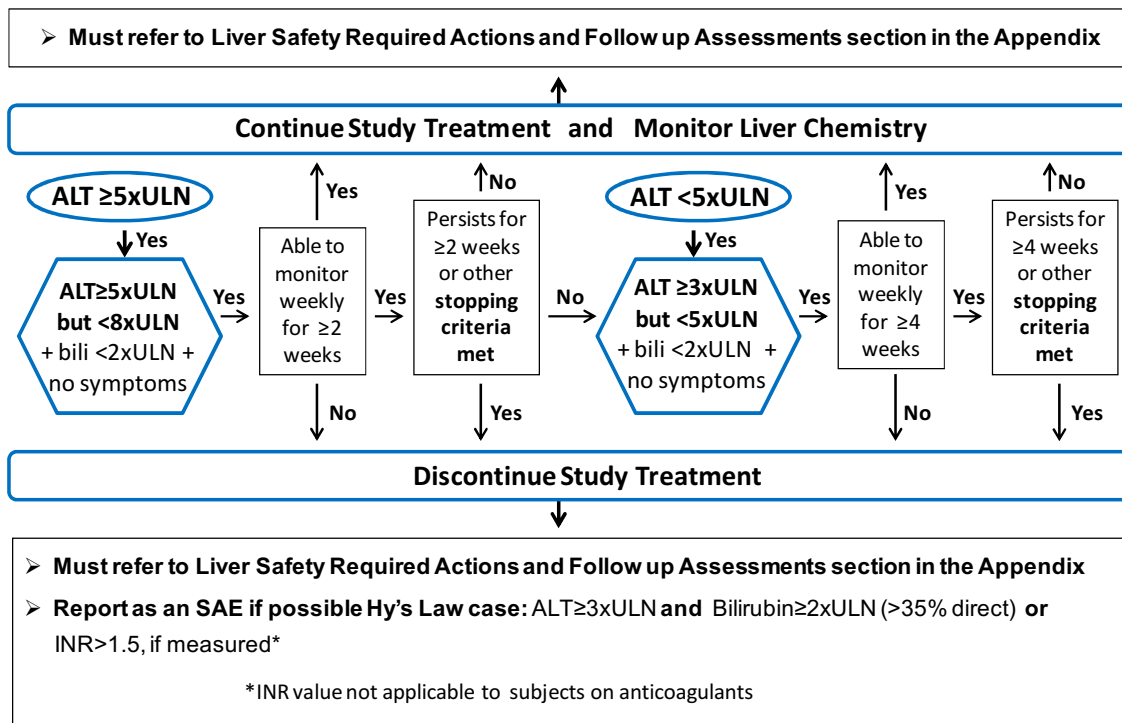 ➢ Must refer to Liver Safety Required Actions and Follow up Assessments section in the Appendix
Continue Study Treatment and Monitor Liver Chemistry
ALT ≥5xULN
Yes
ALT≥5xULN
but <8xULN
+ bili <2xULN +
no symptoms
Yes
Yes
Able to
monitor
weekly
for ≥2
weeks
No
Yes
No
Persists for
≥2 weeks
or other
stopping
criteria
met
Yes
No
ALT <5xULN
Yes
ALT ≥3xULN
but <5xULN
+ bili <2xULN +
no symptoms
Yes
Yes
Able to
monitor
weekly
for ≥4
weeks
No
Yes
No
Persists for
≥4 weeks
or other
stopping
criteria
met
Yes
Discontinue Study Treatment
➢ Must refer to Liver Safety Required Actions and Follow up Assessments section in the Appendix
➢ Report as an SAE if possible Hy's Law case: ALT≥3xULN and Bilirubin≥2xULN (>35% direct) or
INR>1.5, if measured*
*INR value not applicable to subjects on anticoagulants